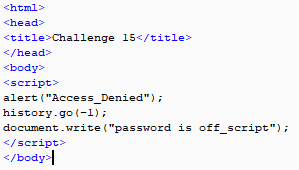 <html>
<head>
<title>Challenge 15</title>
</head>
<body>
<script>
alert("Access_Denied");
history.go(-1);
document.write("password is off_script");
</script>
</body>